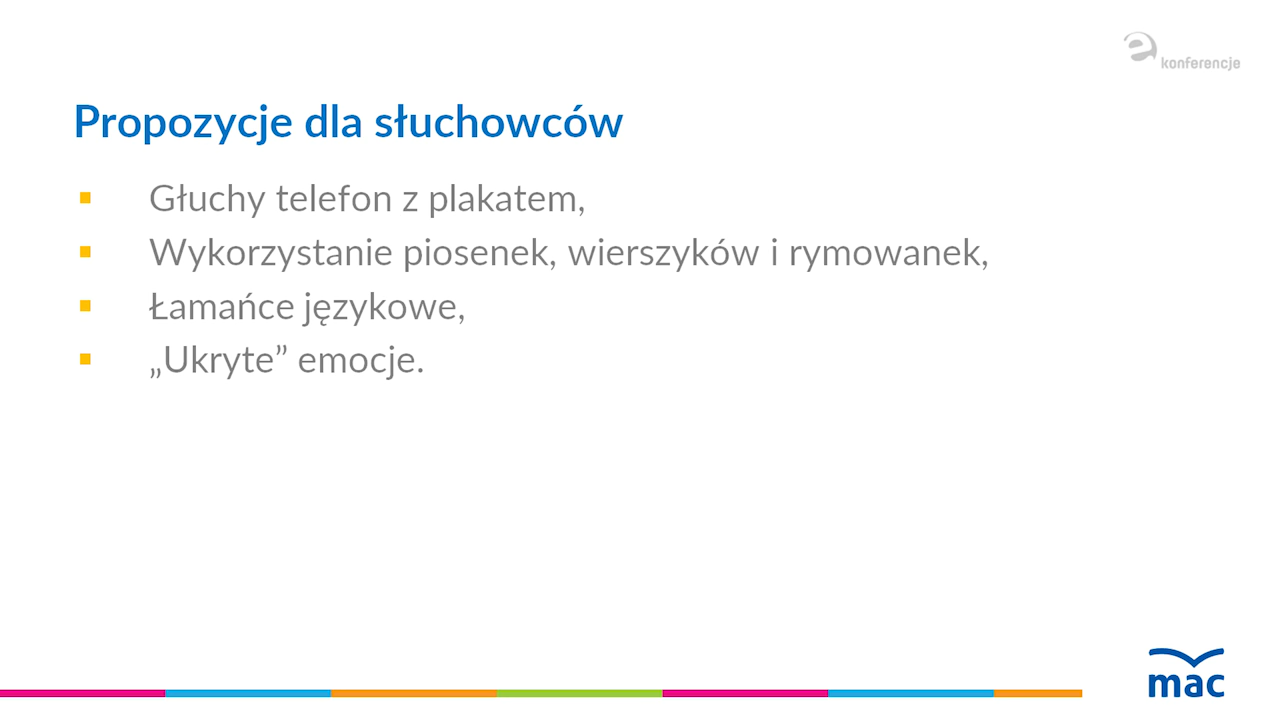 e konferencje
Propozycje dla słuchowców
▪ Głuchy telefon z plakatem,
▪ Wykorzystanie piosenek, wierszyków i rymowanek,
▪ Łamańce językowe,
▪ „Ukryte” emocje.
mac